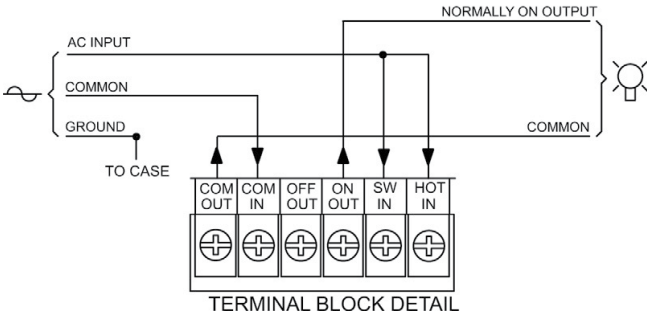 NORMALLY ON OUTPUT
AC INPUT
COMMON
GROUND
COMMON
TO CASE
COM OUT
COM IN
OFF OUT
ON OUT
SW IN
HOT IN
TERMINAL BLOCK DETAIL